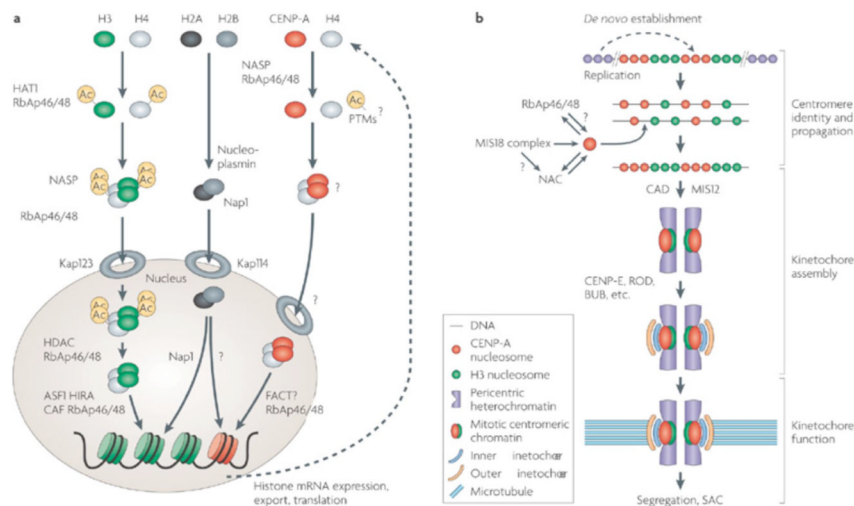 a
H3 H4 H2A H2B CENP-A H4
NASP
RbAp46/48
HAT1
RbAp46/48
Ac
Ac
Ac
?
PTMs
Nucleo-
plasmin
NASP
Ac
Ac
Ac
Ac
?
RbAp46/48
Nap1
Kap123
Nucleus
Kap114
?
Ac
Ac
Ac
Ac
HDAC
RbAp46/48
Nap1
?
ASF1 HIRA
CAF RbAp46/48
FACT?
RbAp46/48
Histone mRNA expression,
export, translation
b
De novo establishment
Replication
RbAp46/48
?
MIS18 complex
?
NAC
CAD MIS12
CENP-E, ROD,
BUB, etc.
Segregation, SAC
Centromere
identity and
propagation
Kinetochore
assembly
Kinetochore
function
DNA
CENP-A
nucleosome
H3 nucleosome
Pericentric
heterochromatin
Mitotic centromeric
chromatin
Inner inetochœr
Outer inetochœr
Microtubule